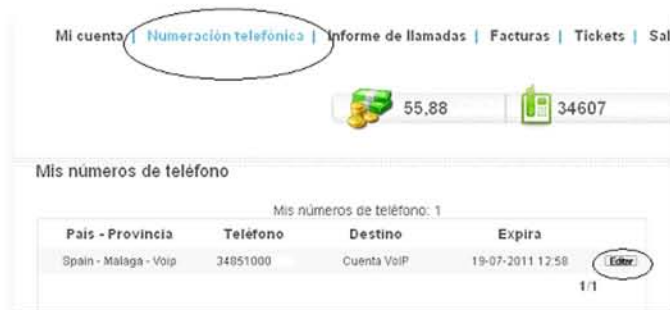 Mi cuenta | Numeración telefónica | Informe de llamadas | Facturas | Tickets | Sal
55,88 34607
Mis números de teléfono
Mis números de teléfono: 1
País - Provincia Teléfono Destino Expira
Spain - Malaga - Voip 34851000 Cuenta VoIP 19-07-2011 12:58 Editer
1/1